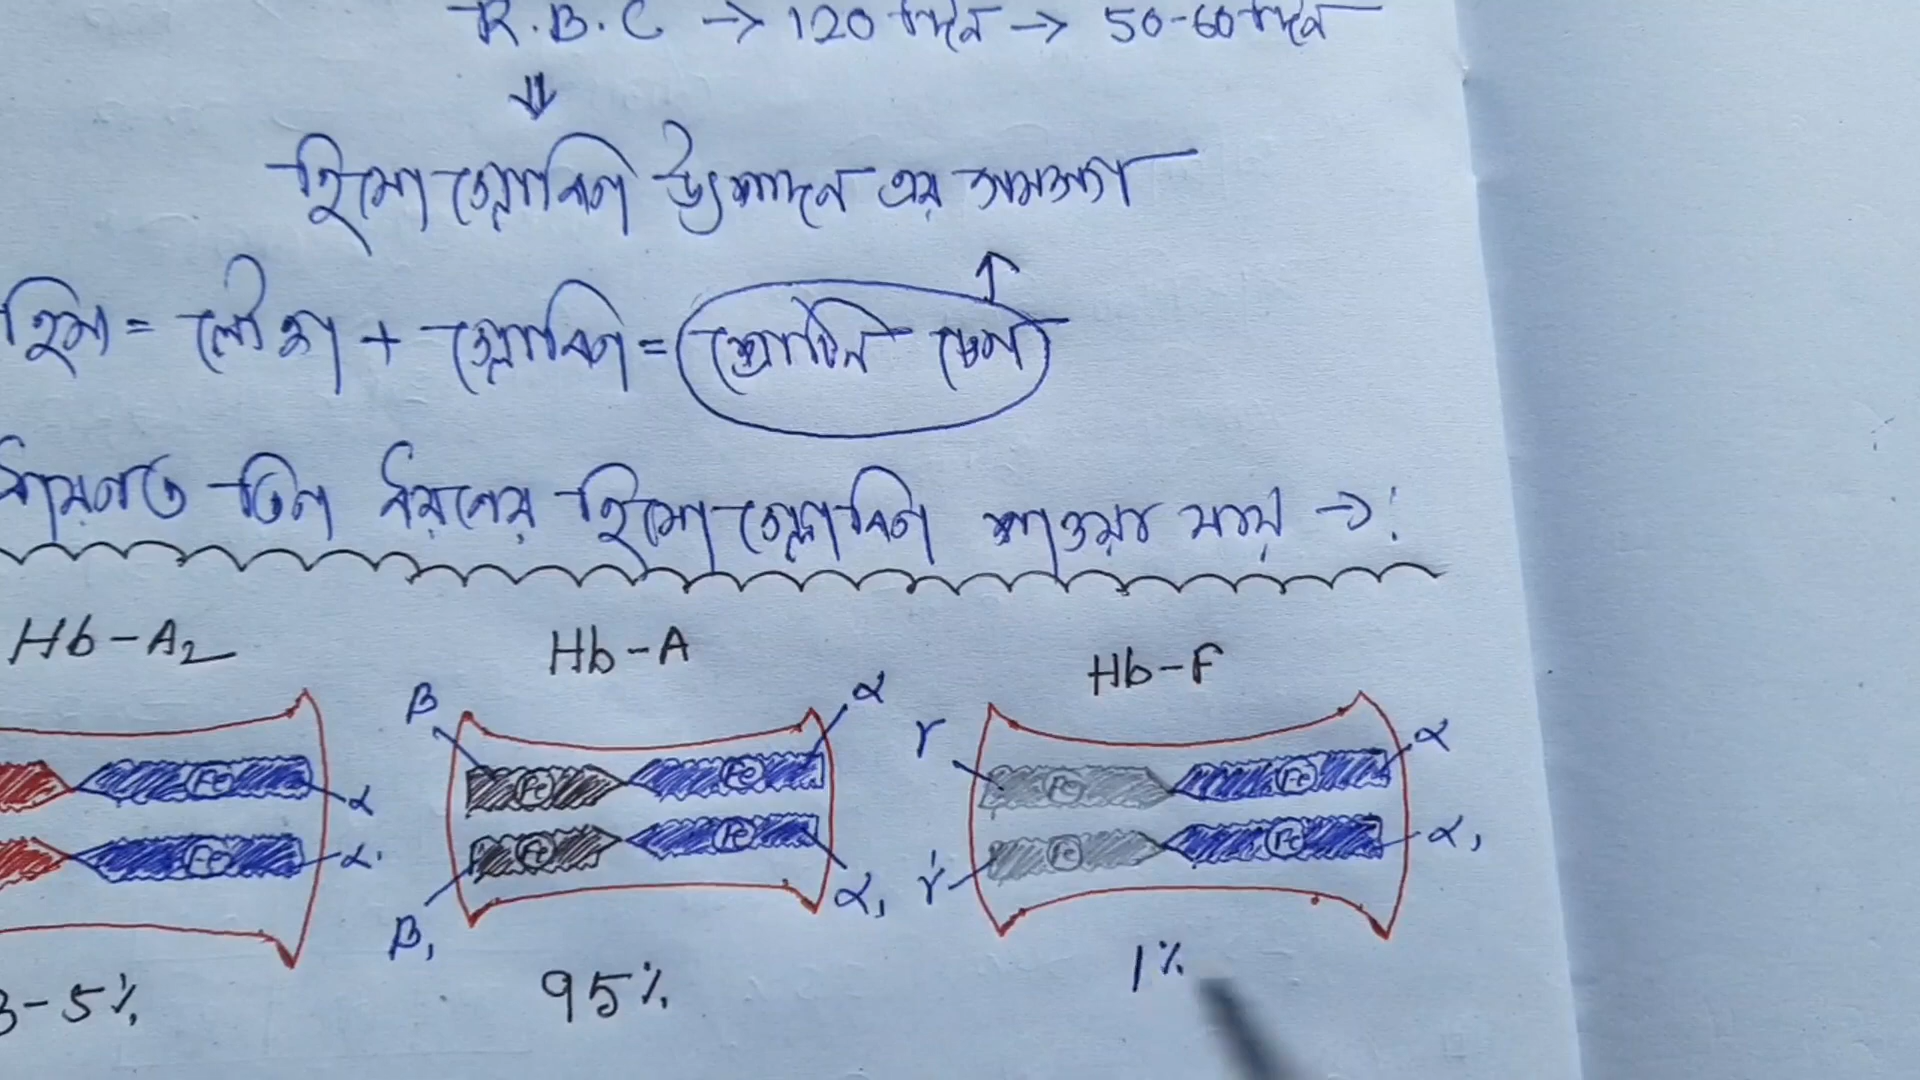 R.B.C → 120 দিন → 50-60 দিন
⇓
হিমোগ্লোবিন উৎপাদনে এর সমস্যা
হিম = লৌহ + গ্লোবিন = প্রোটিন চেন
↑
তিন ধরনের হিমোগ্লোবিন পাওয়া যায় →:
Hb-A2 Hb-A Hb-F
B α γ α
Fe Fe Fe Fe Fe α
Fe Fe Fe Fe Fe α.
B, α, γ α,
3-5% 95% 1%